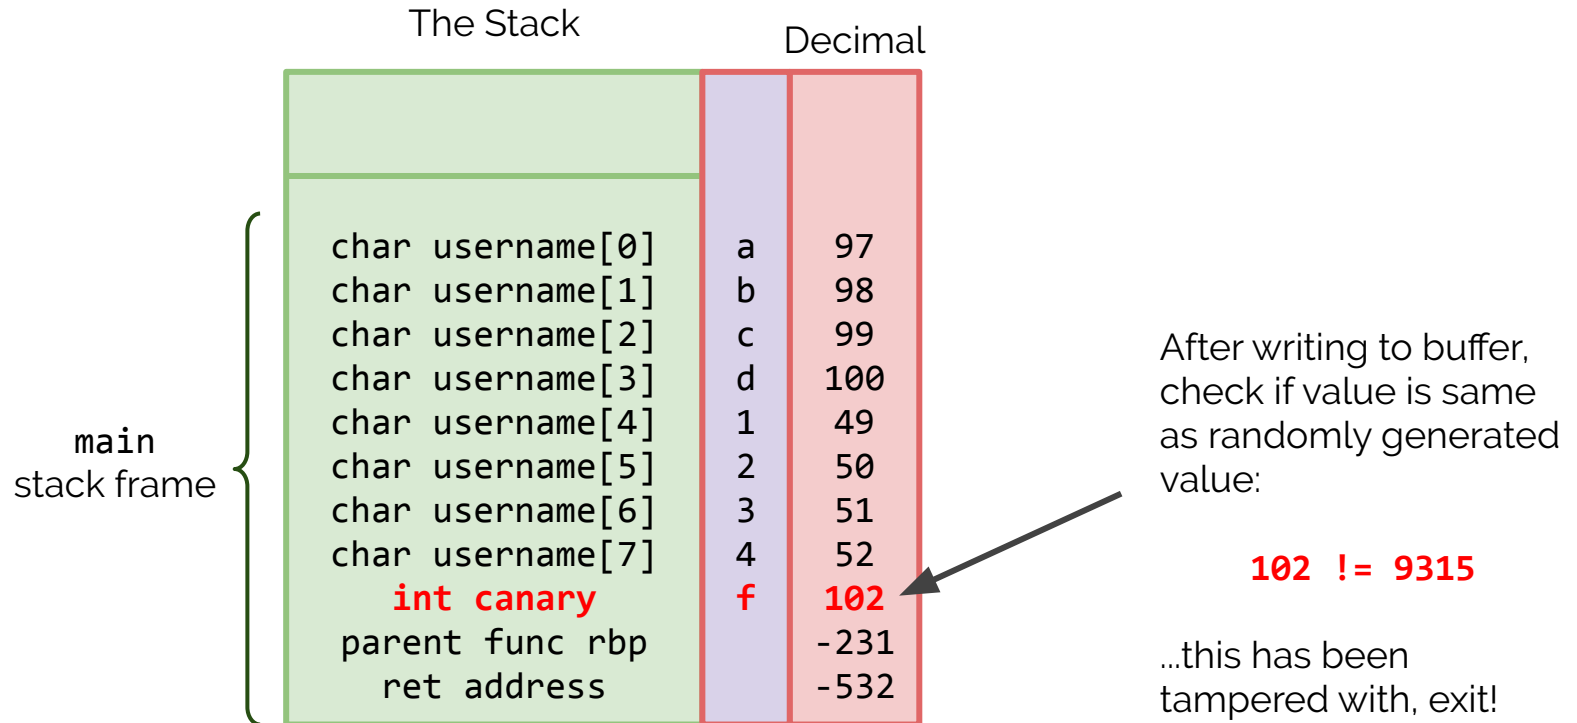 The Stack
Decimal
char username[0] a 97
char username[1] b 98
char username[2] c 99
char username[3] d 100
char username[4] 1 49
char username[5] 2 50
char username[6] 3 51
char username[7] 4 52
int canary f 102
parent func rbp -231
ret address -532
main
stack frame
After writing to buffer,
check if value is same
as randomly generated
value:
102 != 9315
...this has been
tampered with, exit!